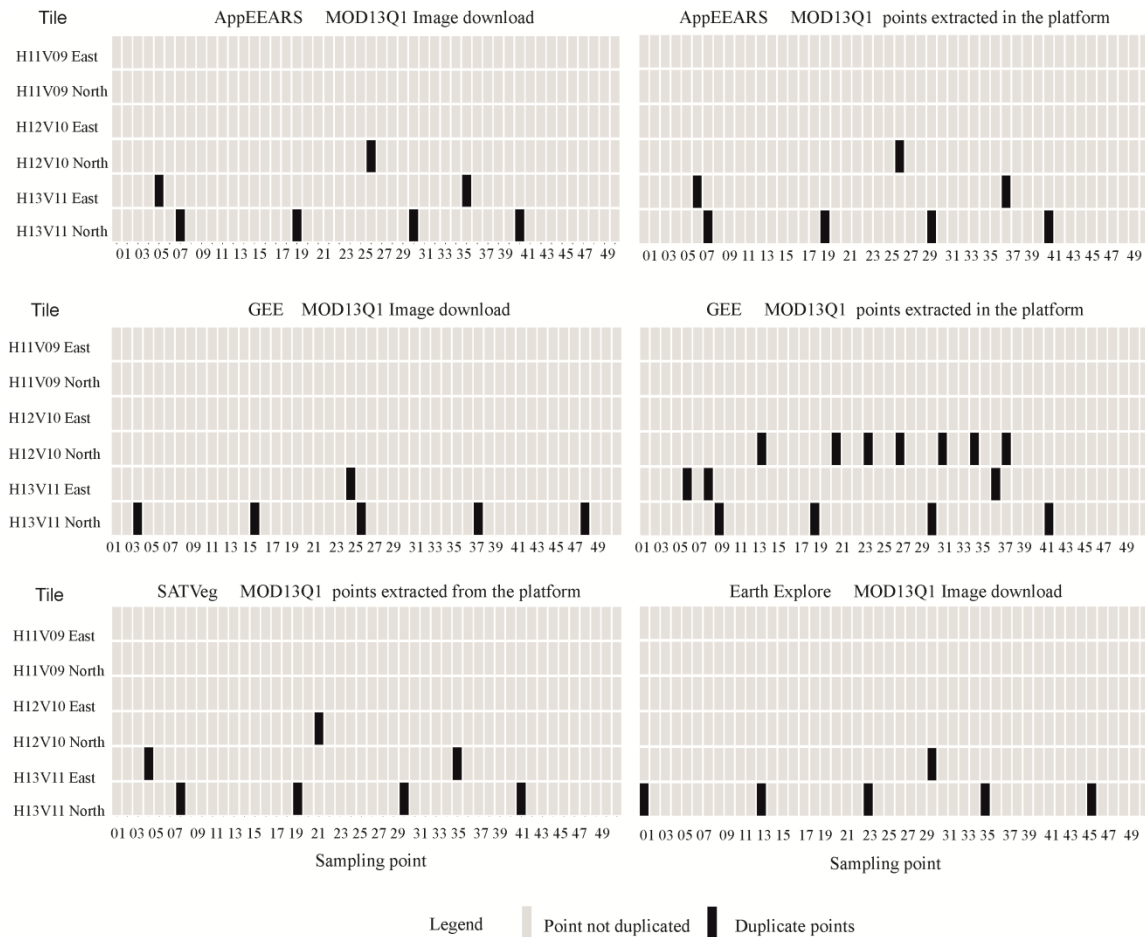 Tile AppEEARS MOD13Q1 Image download AppEEARS MOD13Q1 points extracted in the platform
H11V09 East
H11V09 North
H12V10 East
H12V10 North
H13V11 East
H13V11 North
01 03 05 07 09 11 13 15 17 19 21 23 25 27 29 31 33 35 37 39 41 43 45 47 49
01 03 05 07 09 11 13 15 17 19 21 23 25 27 29 31 33 35 37 39 41 43 45 47 49
Tile GEE MOD13Q1 Image download GEE MOD13Q1 points extracted in the platform
H11V09 East
H11V09 North
H12V10 East
H12V10 North
H13V11 East
H13V11 North
01 03 05 07 09 11 13 15 17 19 21 23 25 27 29 31 33 35 37 39 41 43 45 47 49
01 03 05 07 09 11 13 15 17 19 21 23 25 27 29 31 33 35 37 39 41 43 45 47 49
Tile SATVeg MOD13Q1 points extracted from the platform Earth Explore MOD13Q1 Image download
H11V09 East
H11V09 North
H12V10 East
H12V10 North
H13V11 East
H13V11 North
01 03 05 07 09 11 13 15 17 19 21 23 25 27 29 31 33 35 37 39 41 43 45 47 49
01 03 05 07 09 11 13 15 17 19 21 23 25 27 29 31 33 35 37 39 41 43 45 47 49
Sampling point Sampling point
Legend Point not duplicated Duplicate points